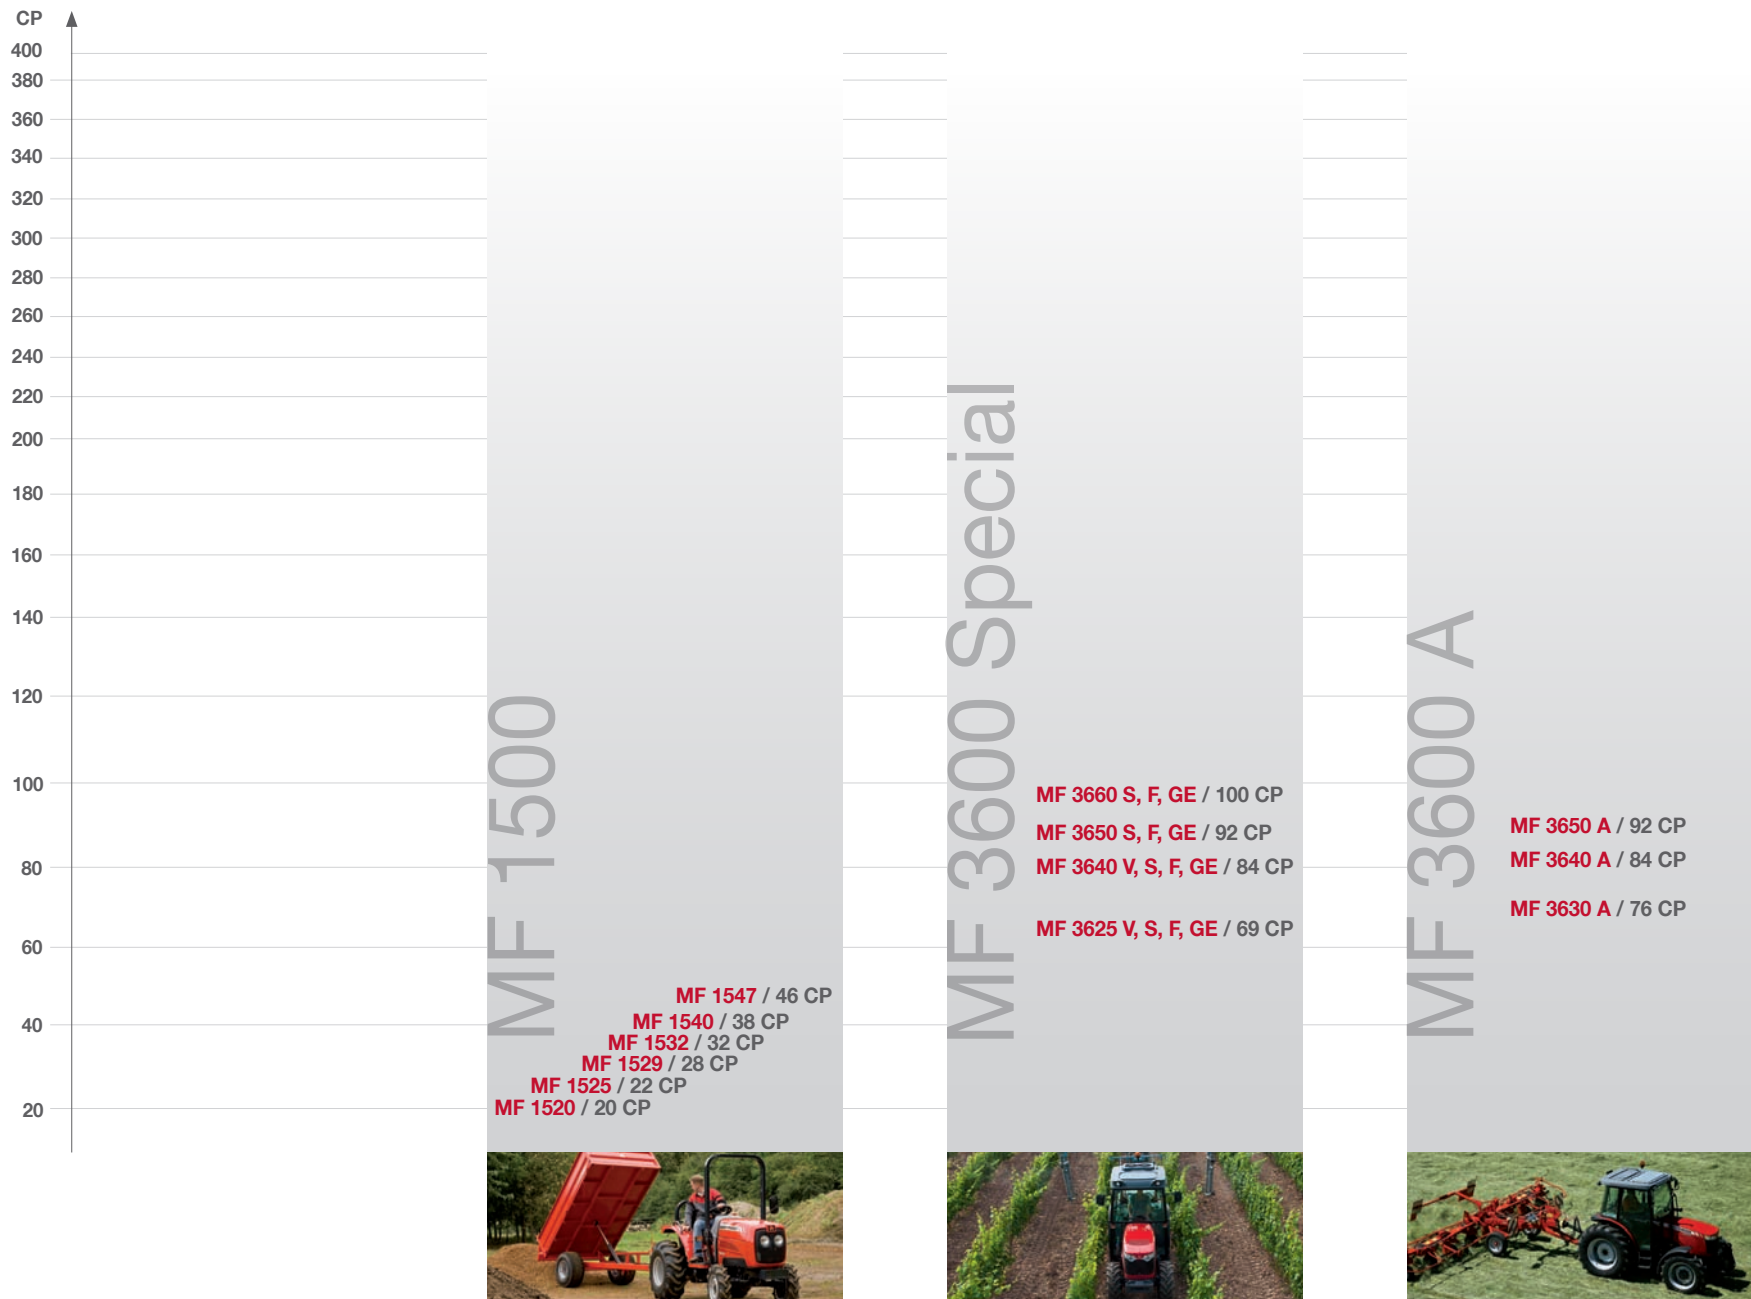 CP
400
380
360
340
320
300
280
260
240
220
200
180
160
140
120
100
80
60
40
20
MF 1500
MF 1547 / 46 CP
MF 1540 / 38 CP
MF 1532 / 32 CP
MF 1529 / 28 CP
MF 1525 / 22 CP
MF 1520 / 20 CP
MF 3600 Special
MF 3660 S, F, GE / 100 CP
MF 3650 S, F, GE / 92 CP
MF 3640 V, S, F, GE / 84 CP
MF 3625 V, S, F, GE / 69 CP
MF 3600 A
MF 3650 A / 92 CP
MF 3640 A / 84 CP
MF 3630 A / 76 CP